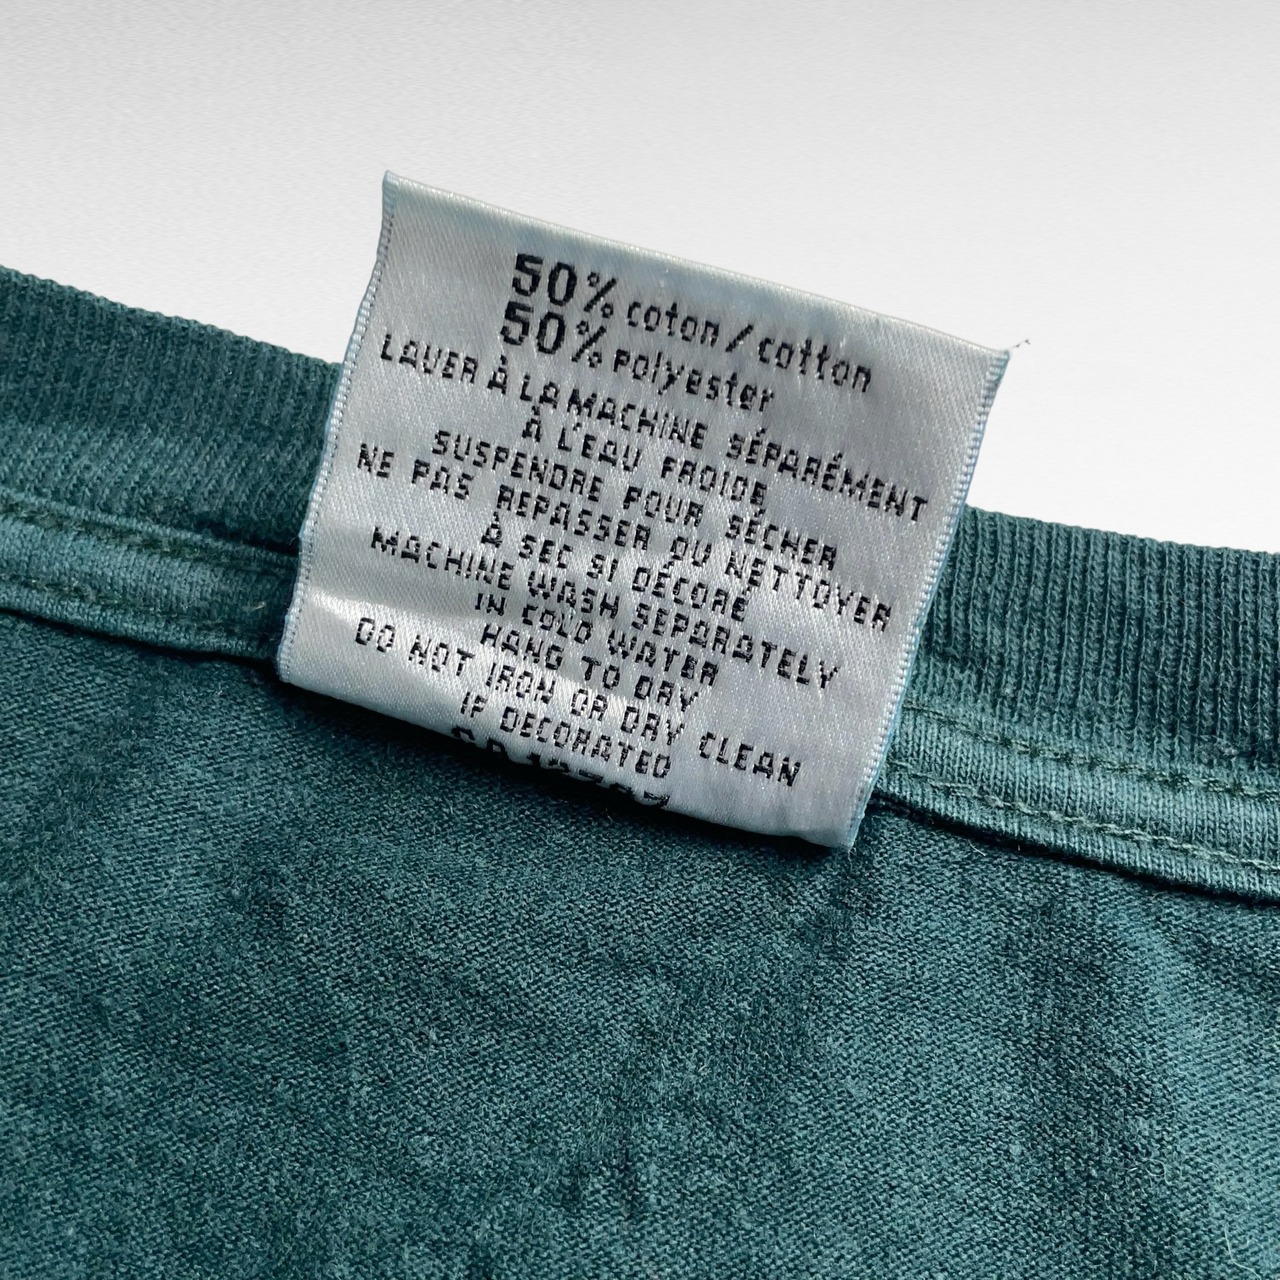 50% coton / cotton
50% polyester
LAVER À LA MACHINE SÉPARÉMENT
À L'EAU FROIDE
SUSPENDRE POUR SÉCHER
NE PAS REPASSER OU NETTOYER
À SEC SI DÉCORÉ
MACHINE WASH SEPARATELY
IN COLD WATER
HANG TO DRY
DO NOT IRON OR DRY CLEAN
IF DECORATED